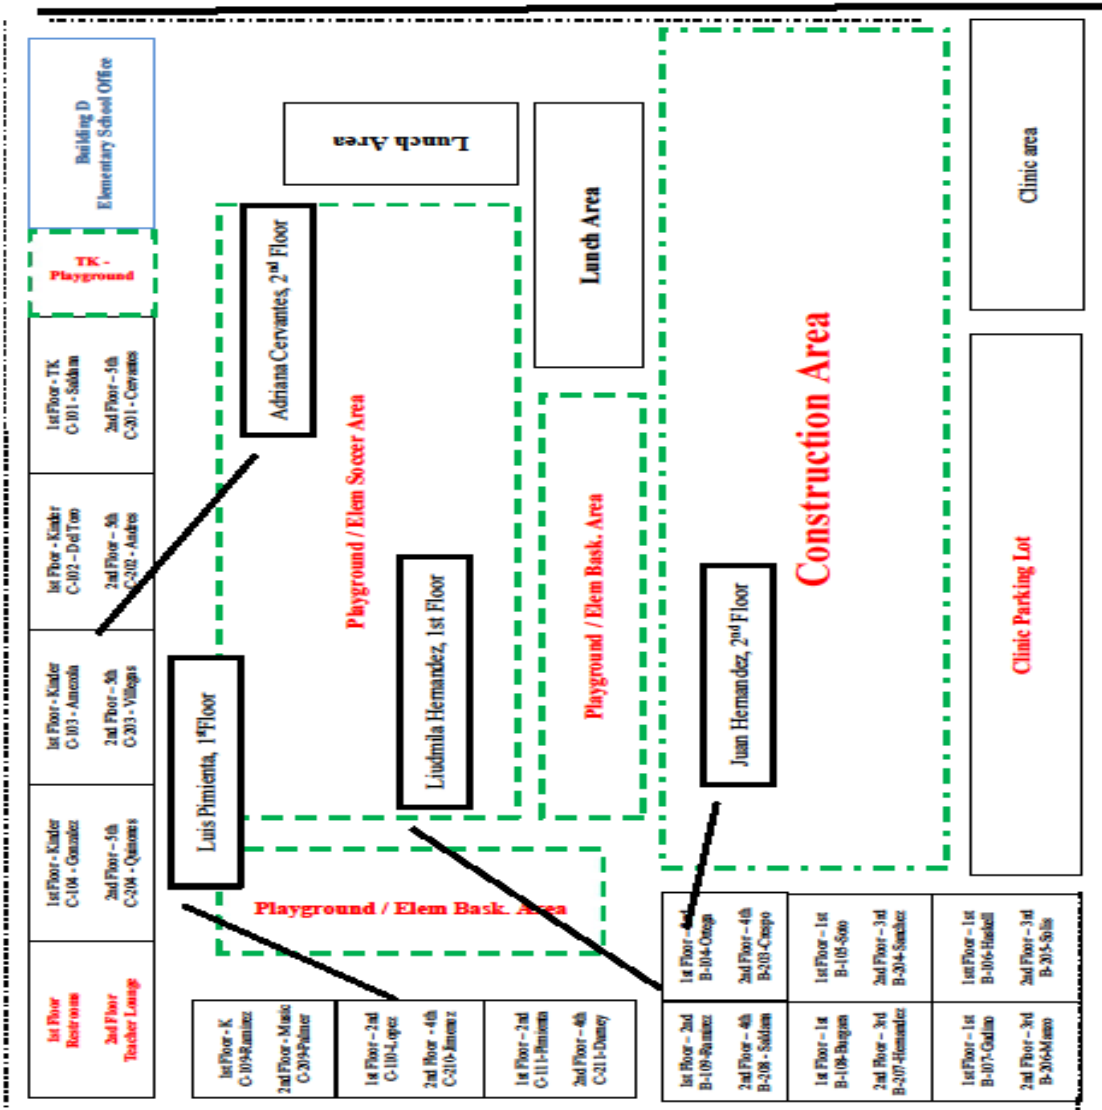 Building D
Elementary School Office
TK -
Playground
1st Floor - TK
C-101 - Saldana
2nd Floor – 5th
C-201 - Cervantes
1st Floor - Kinder
C-102 – Del Toro
2nd Floor – 5th
C-202 - Andres
1st Floor - Kinder
C-103 -
2nd Floor – 5th
C-203 – Villegas
1st Floor - Kinder
C-104 - Gonzalez
2nd Floor – 5th
C-204 - Quinones
1st Floor
Restrooms
2nd Floor
Teacher Lounge
Lunch Area
Lunch Area
Adriana Cervantes, 2nd Floor
Playground / Elem Soccer Area
Luis Pimienta, 1st Floor
Liudmila Hernandez, 1st Floor
Playground / Elem Bask. Area
Playground / Elem Bask. Area
Construction Area
Juan Hernandez, 2nd Floor
Clinic area
Clinic Parking Lot
1st Floor - K
C-109-Ramirez
2nd Floor - Music
C-209-Palmer
1st Floor – 2nd
C-110-Lopez
2nd Floor - 4th
C-210-Jimenez
1st Floor – 2nd
C-111-Pimienta
2nd Floor – 4th
C-211-Dancy
1st Floor –
B-104-Ortega
2nd Floor – 4th
B-203-Crespo
1st Floor – 1st
B-105-Soto
2nd Floor – 3rd
B-204-Sanchez
1stt Floor – 1st
B-106-Haskell
2nd Floor – 3rd
B-205-Solis
1st Floor – 2nd
B-109-Ramirez
2nd Floor – 4th
B-208 - Saldana
1st Floor – 1st
B-108-Burgara
2nd Floor – 3rd
B-207-Hernandez
1st Floor – 1st
B-107-Gudino
2nd Floor – 3rd
B-206-Manzo